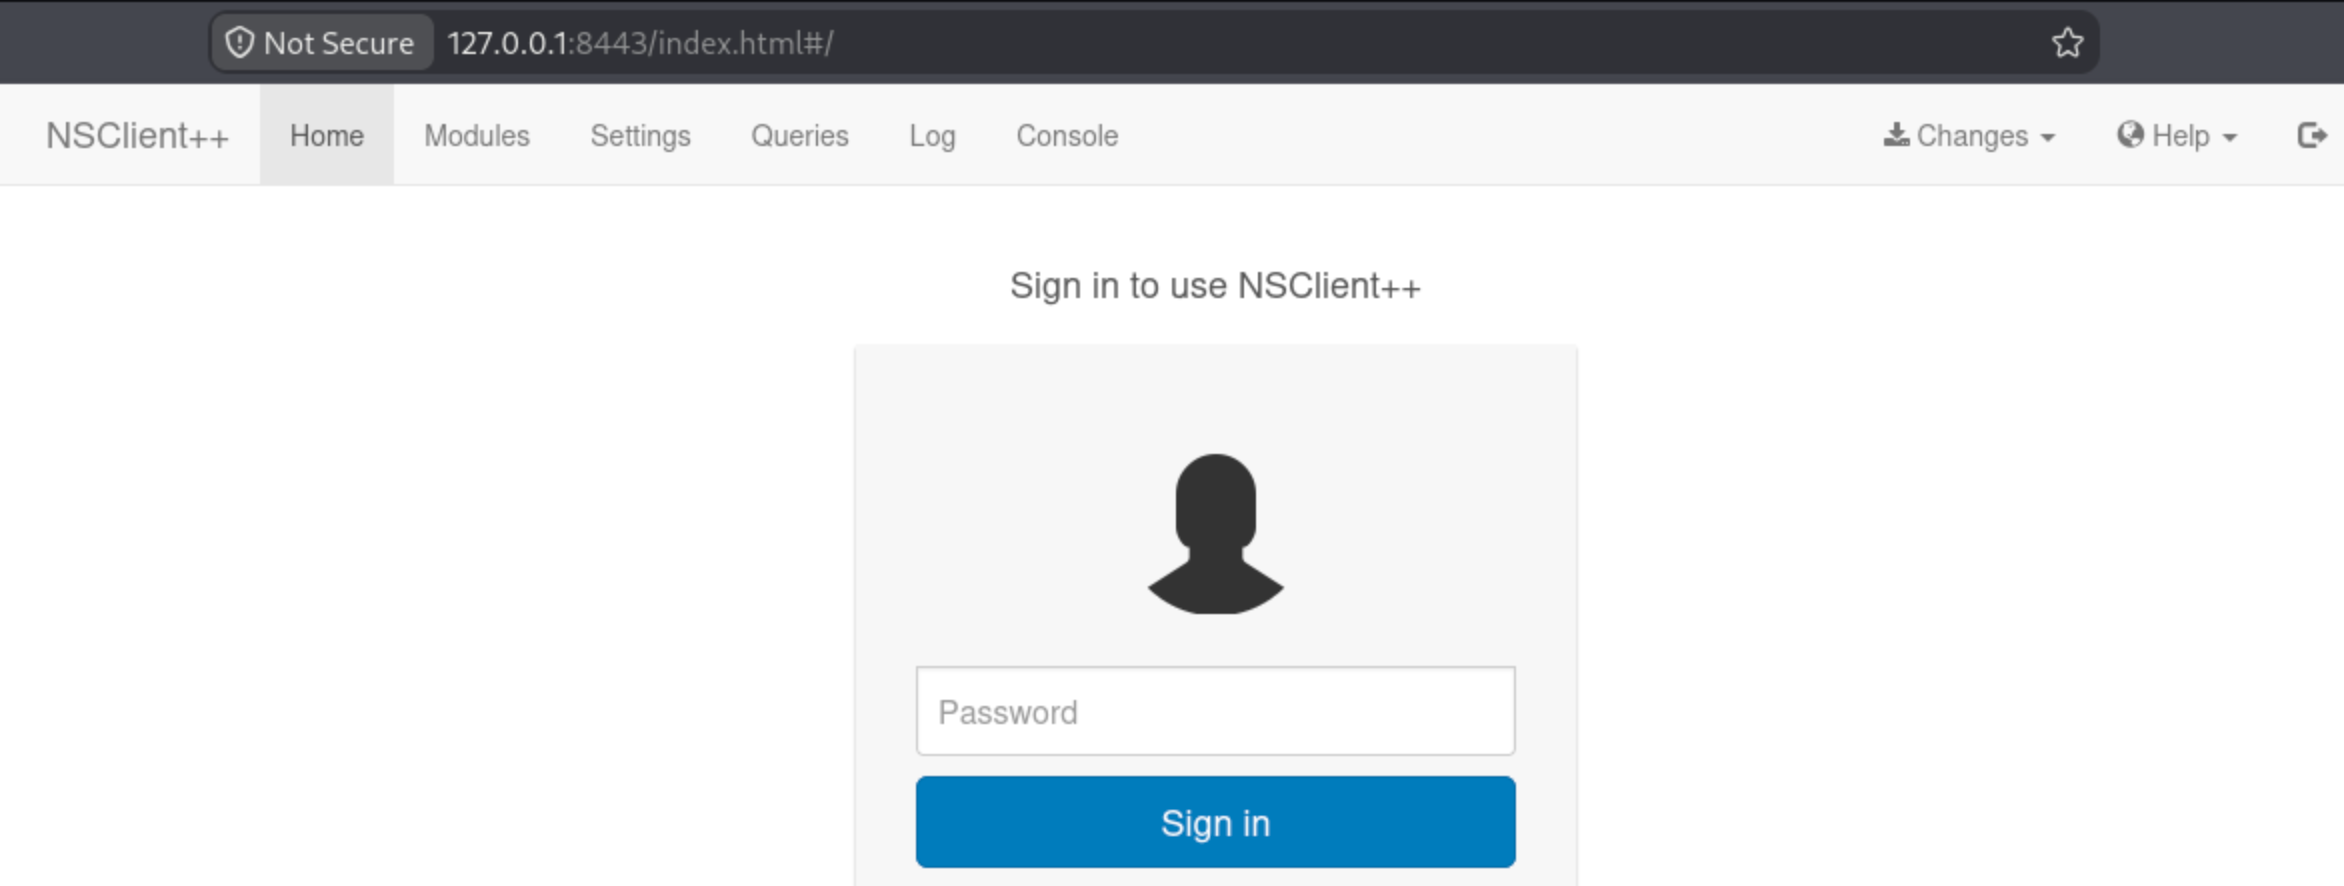 Not Secure 127.0.0.1:8443/index.html#/
NSClient++ Home Modules Settings Queries Log Console Changes Help
Sign in to use NSClient++
Password
Sign in